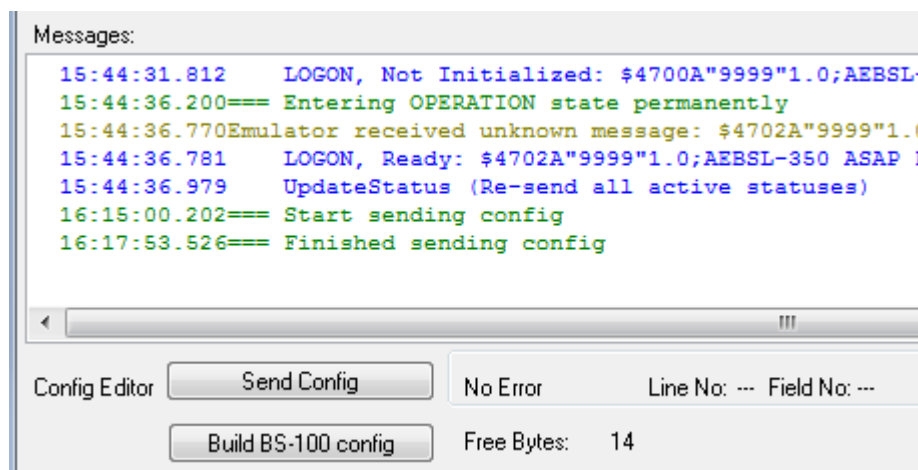 Messages:
15:44:31.812 LOGON, Not Initialized: $4700A"9999"1.0;AEBSL-
15:44:36.200=== Entering OPERATION state permanently
15:44:36.770Emulator received unknown message: $4702A"9999"1.
15:44:36.781 LOGON, Ready: $4702A"9999"1.0;AEBSL-350 ASAP
15:44:36.979 UpdateStatus (Re-send all active statuses)
16:15:00.202=== Start sending config
16:17:53.526=== Finished sending config
Config Editor Send Config No Error Line No: --- Field No: ---
Build BS-100 config Free Bytes: 14